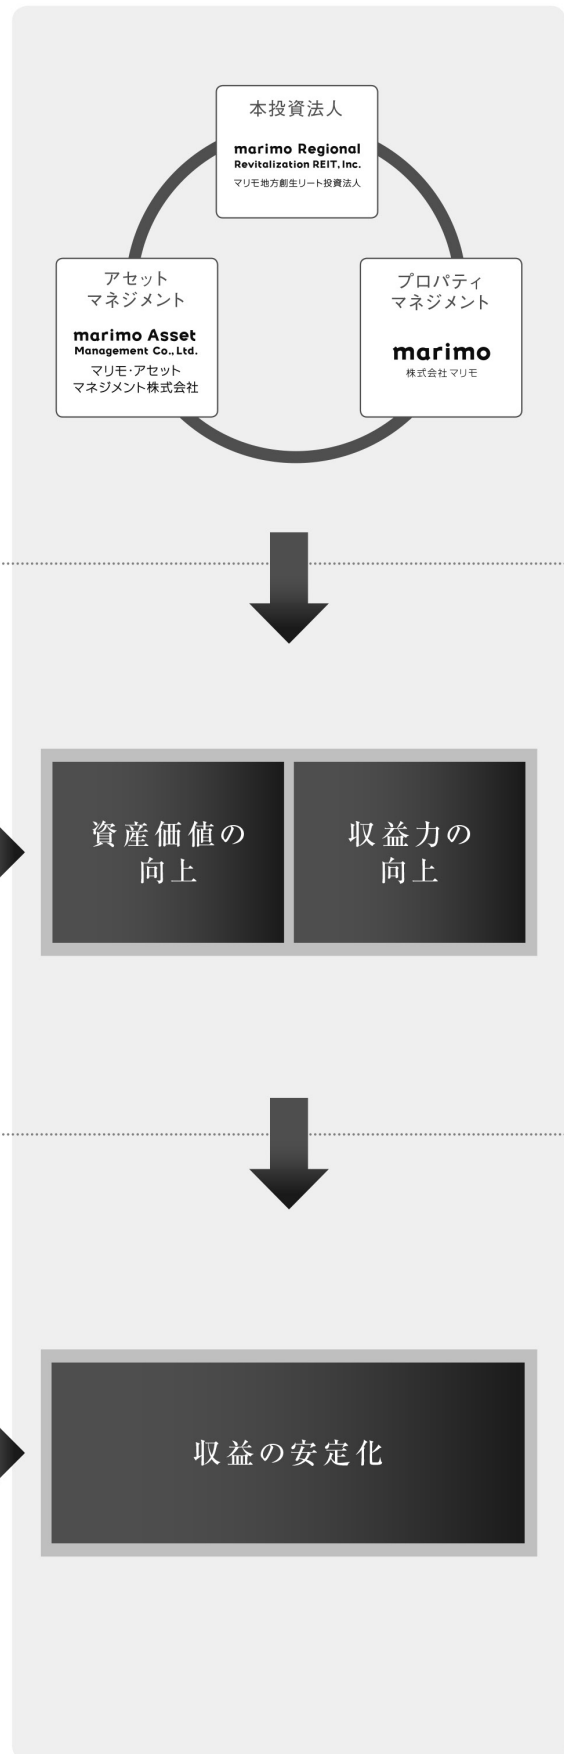 本投資法人
marimo Regional
Revitalization REIT, Inc.
マリモ地方創生リート投資法人
アセット
マネジメント
marimo Asset
Management Co., Ltd.
マリモ・アセット
マネジメント株式会社
プロパティ
マネジメント
marimo
株式会社マリモ
資産価値の
向上
収益力の
向上
収益の安定化